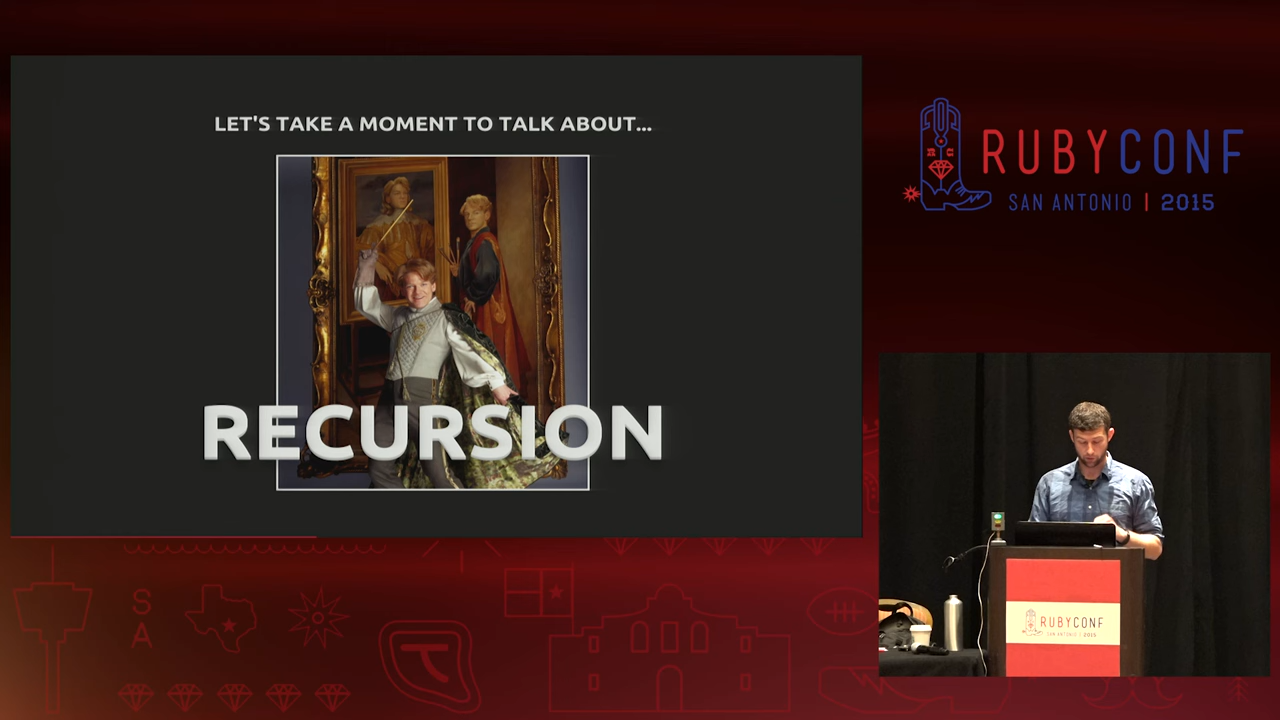 LET'S TAKE A MOMENT TO TALK ABOUT...
RECURSION
RUBYCONF
SAN ANTONIO | 2015
S
A
RUBYCONF
SAN ANTONIO | 2015